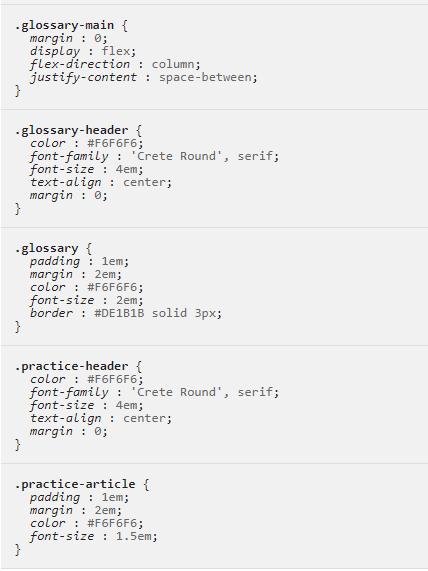 .glossary-main {
margin : 0;
display : flex;
flex-direction : column;
justify-content : space-between;
}
.glossary-header {
color : #F6F6F6;
font-family : 'Crete Round', serif;
font-size : 4em;
text-align : center;
margin : 0;
}
.glossary {
padding : 1em;
margin : 2em;
color : #F6F6F6;
font-size : 2em;
border : #DE1B1B solid 3px;
}
.practice-header {
color : #F6F6F6;
font-family : 'Crete Round', serif;
font-size : 4em;
text-align : center;
margin : 0;
}
.practice-article {
padding : 1em;
margin : 2em;
color : #F6F6F6;
font-size : 1.5em;
}